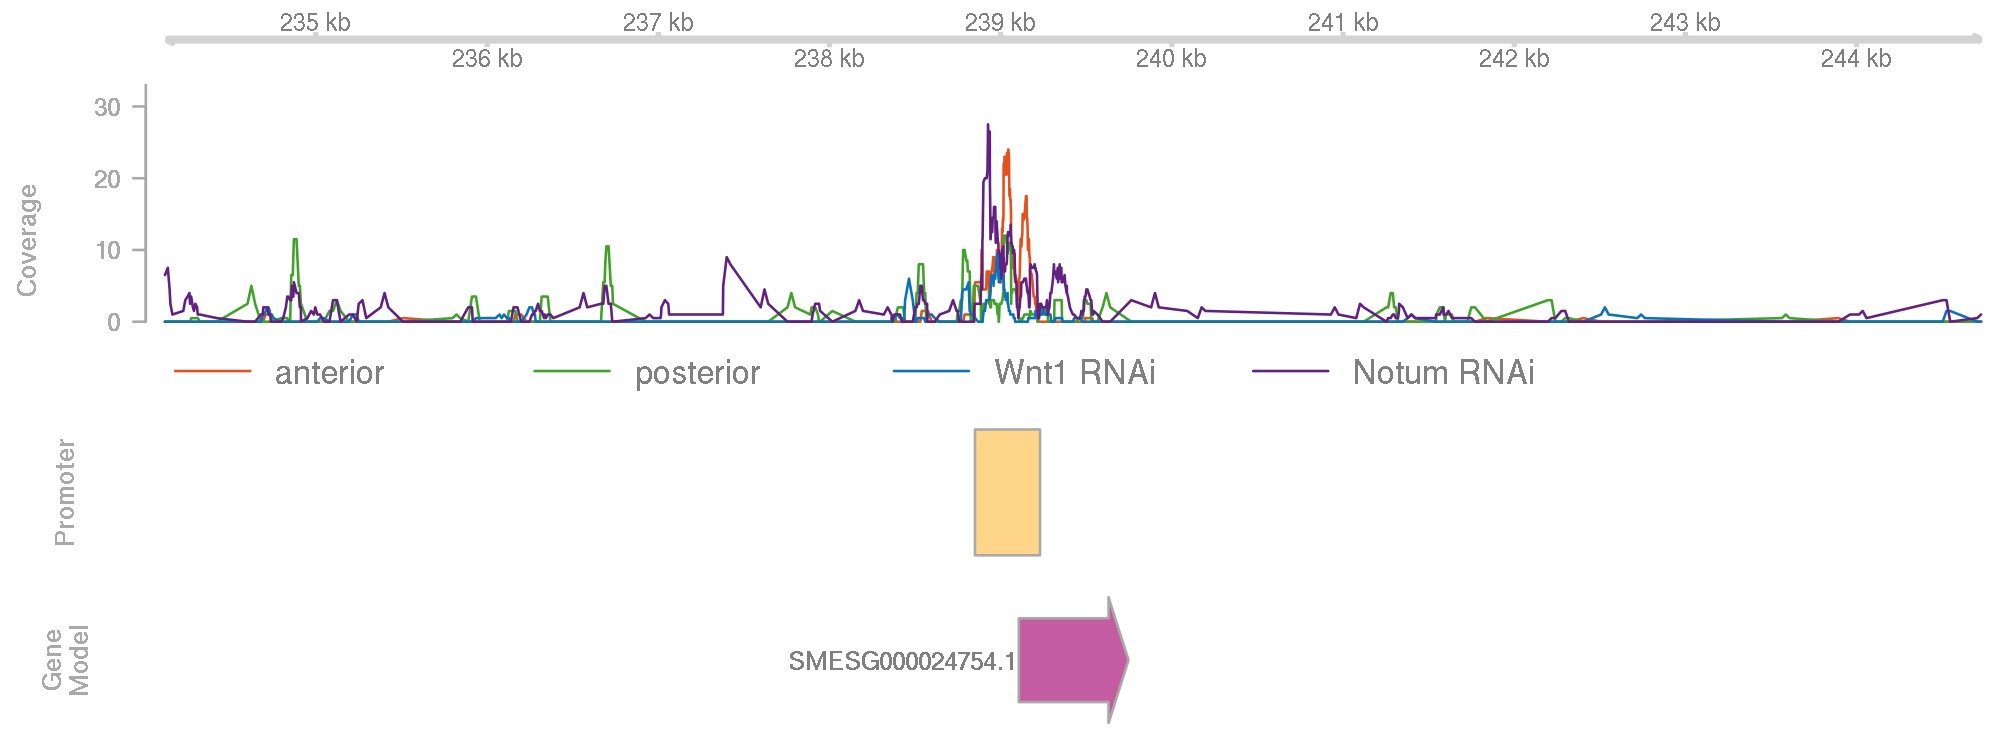 235 kb 237 kb 239 kb 241 kb 243 kb
236 kb 238 kb 240 kb 242 kb 244 kb
Coverage
30
20
10
0
anterior posterior Wnt1 RNAi Notum RNAi
Promoter
Gene
Model
SMESG000024754.1